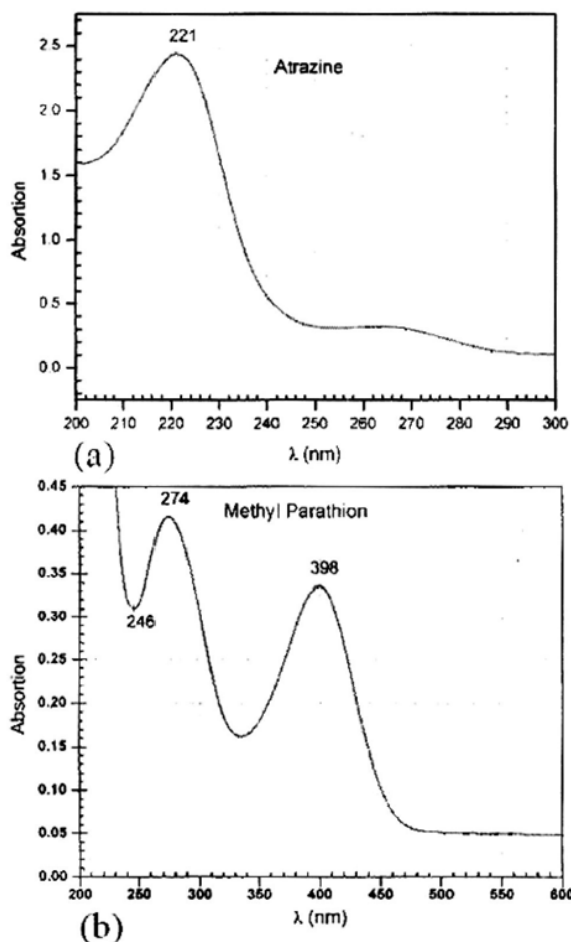 221
Atrazine
2.5
2.0
1.5
1.0
0.5
0.0
Absortion
200 210 220 230 240 250 260 270 280 290 300
λ (nm)
(a)
0.45
0.40
0.35
0.30
0.25
0.20
0.15
0.10
0.05
0.00
Absortion
274
Methyl Parathion
398
246
200 250 300 350 400 450 500 550 600
λ (nm)
(b)